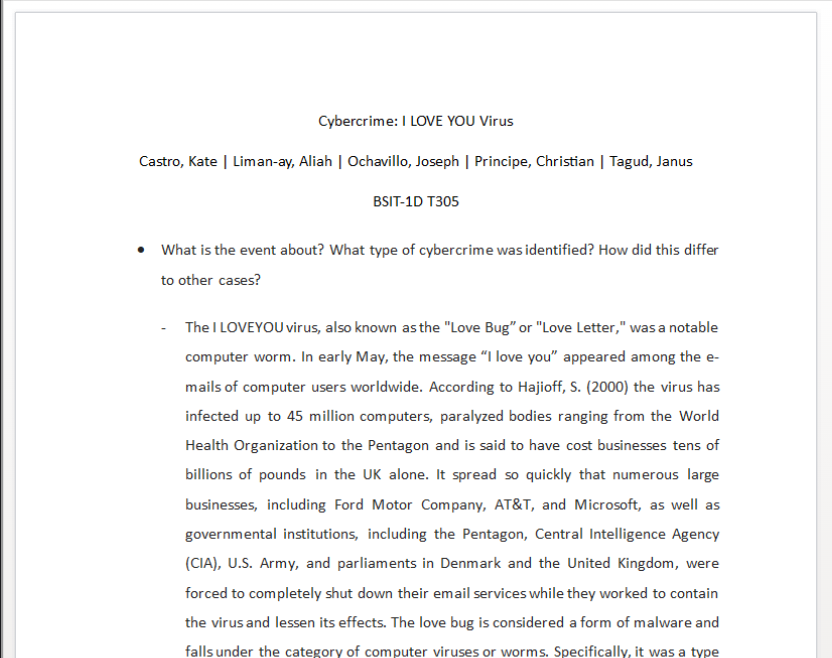 Cybercrime: I LOVE YOU Virus
Castro, Kate | Liman-ay, Aliah | Ochavillo, Joseph | Principe, Christian | Tagud, Janus
BSIT-1D T305
• What is the event about? What type of cybercrime was identified? How did this differ
to other cases?
- The I LOVEYOU virus, also known as the "Love Bug” or "Love Letter," was a notable
computer worm. In early May, the message “I love you” appeared among the e-
mails of computer users worldwide. According to Hajioff, S. (2000) the virus has
infected up to 45 million computers, paralyzed bodies ranging from the World
Health Organization to the Pentagon and is said to have cost businesses tens of
billions of pounds in the UK alone. It spread so quickly that numerous large
businesses, including Ford Motor Company, AT&T, and Microsoft, as well as
governmental institutions, including the Pentagon, Central Intelligence Agency
(CIA), U.S. Army, and parliaments in Denmark and the United Kingdom, were
forced to completely shut down their email services while they worked to contain
the virus and lessen its effects. The love bug is considered a form of malware and
falls under the category of computer viruses or worms. Specifically, it was a type